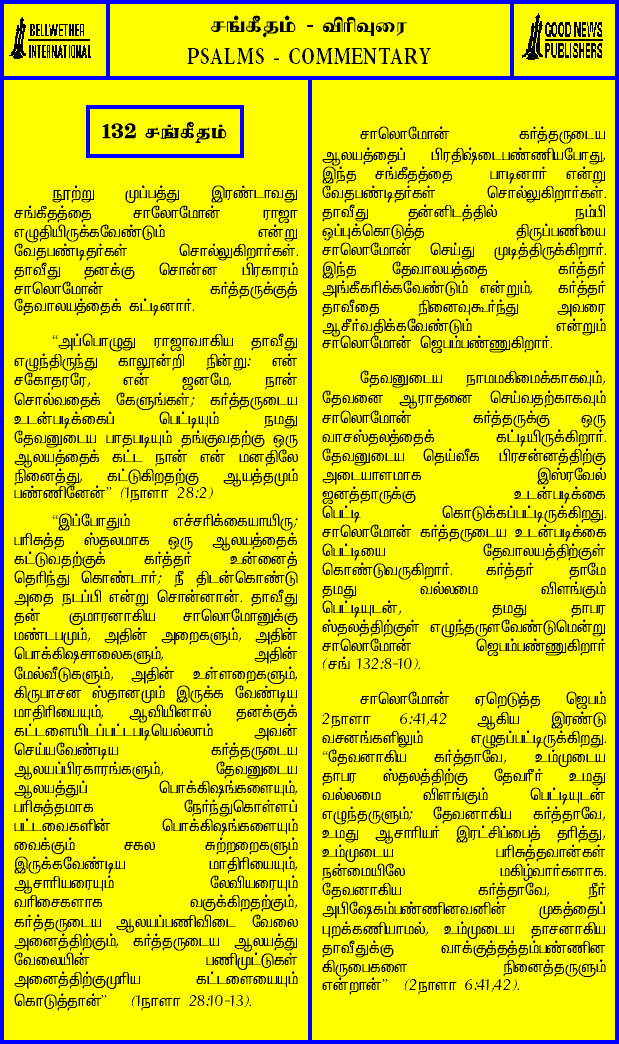 BELLWETHER
INTERNATIONAL
சங்கீதம் - விரிவுரை
PSALMS - COMMENTARY
GOOD NEWS
PUBLISHERS
132 சங்கீதம்
நூற்று முப்பத்து இரண்டாவது
சங்கீதத்தை சாலோமோன் ராஜா
எழுதியிருக்கவேண்டும் என்று
வேதபண்டிதர்கள் சொல்லுகிறார்கள்.
தாவீது தனக்கு சொன்ன பிரகாரம்
சாலொமோன் கர்த்தருக்குத்
தேவாலயத்தைக் கட்டினார்.
“அப்பொழுது ராஜாவாகிய தாவீது
எழுந்திருந்து காலூன்றி நின்று: என்
சகோதரரே, என் ஜனமே, நான்
சொல்வதைக் கேளுங்கள்; கர்த்தருடைய
உடன்படிக்கைப் பெட்டியும் நமது
தேவனுடைய பாதபடியும் தங்குவதற்கு ஒரு
ஆலயத்தைக் கட்ட நான் என் மனதிலே
நினைத்து, கட்டுகிறதற்கு ஆயத்தமும்
பண்ணினேன்” (1நாளா 28:2)
“இப்போதும் எச்சரிக்கையாயிரு;
பரிசுத்த ஸ்தலமாக ஒரு ஆலயத்தைக்
கட்டுவதற்குக் கர்த்தர் உன்னைத்
தெரிந்து கொண்டார்; நீ திடன்கொண்டு
அதை நடப்பி என்று சொன்னான். தாவீது
தன் குமாரனாகிய சாலொமோனுக்கு
மண்டபமும், அதின் அறைகளும், அதின்
பொக்கிஷசாலைகளும், அதின்
மேல்வீடுகளும், அதின் உள்ளறைகளும்,
கிருபாசன ஸ்தானமும் இருக்க வேண்டிய
மாதிரியையும், ஆவியினால் தனக்குக்
கட்டளையிடப்பட்டபடியெல்லாம் அவன்
செய்யவேண்டிய கர்த்தருடைய
ஆலயப்பிரகாரங்களும், தேவனுடைய
ஆலயத்துப் பொக்கிஷங்களையும்,
பரிசுத்தமாக நேர்ந்துகொள்ளப்
பட்டவைகளின் பொக்கிஷங்களையும்
வைக்கும் சகல சுற்றறைகளும்
இருக்கவேண்டிய மாதிரியையும்,
ஆசாரியரையும் லேவியரையும்
வரிசைகளாக வகுக்கிறதற்கும்,
கர்த்தருடைய ஆலயப்பணிவிடை வேலை
அனைத்திற்கும், கர்த்தருடைய ஆலயத்து
வேலையின் பணிமுட்டுகள்
அனைத்திற்குமுரிய கட்டளையையும்
கொடுத்தான்” (1நாளா 28:10-13).
சாலொமோன் கர்த்தருடைய
ஆலயத்தைப் பிரதிஷ்டைபண்ணியபோது,
இந்த சங்கீதத்தை பாடினார் என்று
வேதபண்டிதர்கள் சொல்லுகிறார்கள்.
தாவீது தன்னிடத்தில் நம்பி
ஒப்புக்கொடுத்த திருப்பணியை
சாலொமோன் செய்து முடித்திருக்கிறார்.
இந்த தேவாலயத்தை கர்த்தர்
அங்கீகரிக்கவேண்டும் என்றும், கர்த்தர்
தாவீதை நினைவுகூர்ந்து அவரை
ஆசீர்வதிக்கவேண்டும் என்றும்
சாலொமோன் ஜெபம்பண்ணுகிறார்.
தேவனுடைய நாமமகிமைக்காகவும்,
தேவனை ஆராதனை செய்வதற்காகவும்
சாலொமோன் கர்த்தருக்கு ஒரு
வாசஸ்தலத்தைக் கட்டியிருக்கிறார்.
தேவனுடைய தெய்வீக பிரசன்னத்திற்கு
அடையாளமாக இஸ்ரவேல்
ஜனத்தாருக்கு உடன்படிக்கை
பெட்டி கொடுக்கப்பட்டிருக்கிறது.
சாலொமோன் கர்த்தருடைய உடன்படிக்கை
பெட்டியை தேவாலயத்திற்குள்
கொண்டுவருகிறார். கர்த்தர் தாமே
தமது வல்லமை விளங்கும்
பெட்டியுடன், தமது தாபர
ஸ்தலத்திற்குள் எழுந்தருளவேண்டுமென்று
சாலொமோன் ஜெபம்பண்ணுகிறார்
(சங் 132:8-10).
சாலொமோன் ஏறெடுத்த ஜெபம்
2நாளா 6:41,42 ஆகிய இரண்டு
வசனங்களிலும் எழுதப்பட்டிருக்கிறது.
“தேவனாகிய கர்த்தாவே, உம்முடைய
தாபர ஸ்தலத்திற்கு தேவரீர் உமது
வல்லமை விளங்கும் பெட்டியுடன்
எழுந்தருளும்; தேவனாகிய கர்த்தாவே,
உமது ஆசாரியர் இரட்சிப்பைத் தரித்து,
உம்முடைய பரிசுத்தவான்கள்
நன்மையிலே மகிழ்வார்களாக.
தேவனாகிய கர்த்தாவே, நீர்
அபிஷேகம்பண்ணினவனின் முகத்தைப்
புறக்கணியாமல், உம்முடைய தாசனாகிய
தாவீதுக்கு வாக்குத்தத்தம்பண்ணின
கிருபைகளை நினைத்தருளும்
என்றான்” (2நாளா 6:41,42).